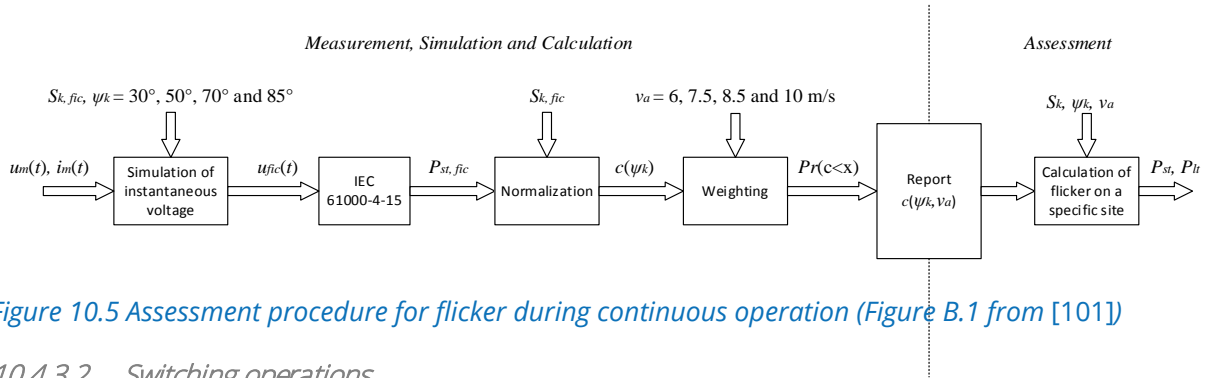 Measurement, Simulation and Calculation
Assessment
Sk, fic, ψk = 30°, 50°, 70° and 85°
Sk, fic
va = 6, 7.5, 8.5 and 10 m/s
Sk, ψk, va
um(t), im(t)
Simulation of
instantaneous
voltage
ufic(t)
IEC
61000-4-15
Pst, fic
Normalization
c(ψk)
Weighting
Pr(c<x)
Report
c(ψk,va)
Calculation of
flicker on a
specific site
Pst, Plt
Figure 10.5 Assessment procedure for flicker during continuous operation (Figure B.1 from [101])
10.4.3.2 Switching operations